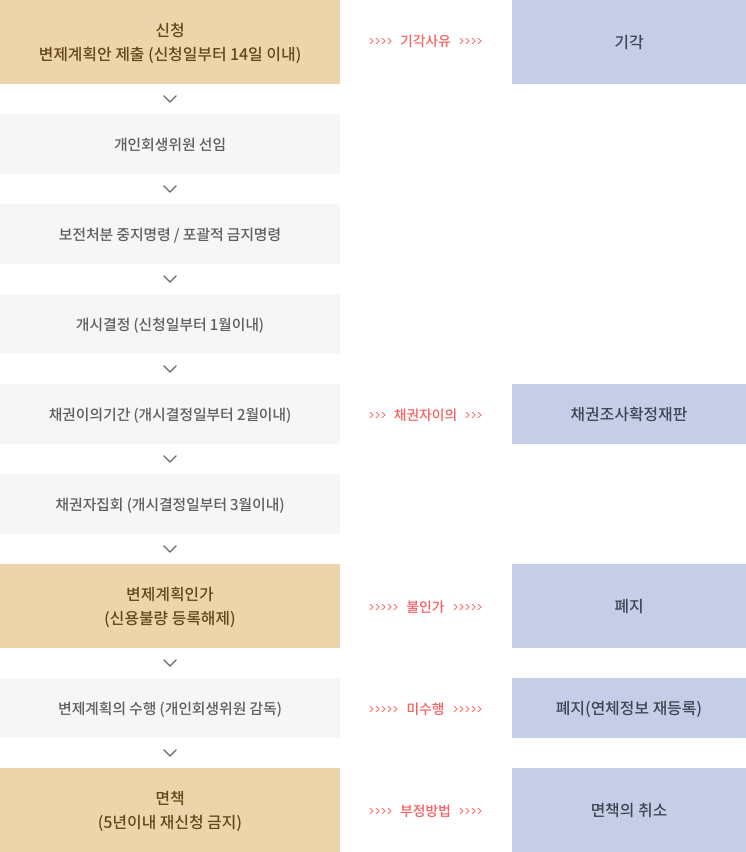 신청
변제계획안 제출 (신청일부터 14일 이내)
>>>> 기각사유 >>>>
기각
개인회생위원 선임
보전처분 중지명령 / 포괄적 금지명령
개시결정 (신청일부터 1월이내)
채권이의기간 (개시결정일부터 2월이내)
>>> 채권자이의 >>>
채권조사확정재판
채권자집회 (개시결정일부터 3월이내)
변제계획인가
(신용불량 등록해제)
>>>>> 불인가 >>>>>
폐지
변제계획의 수행 (개인회생위원 감독)
>>>>> 미수행 >>>>>
폐지(연체정보 재등록)
면책
(5년이내 재신청 금지)
>>>> 부정방법 >>>>
면책의 취소